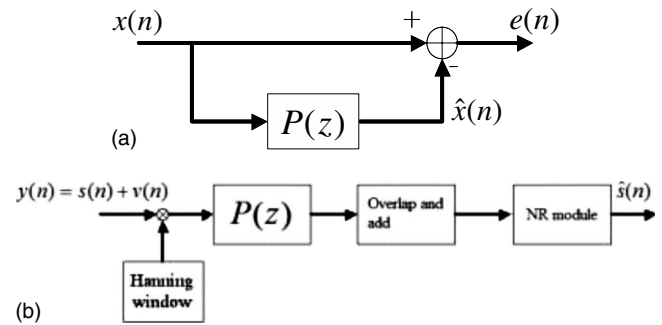 x(n)
+
e(n)
-
P(z)
x̂(n)
(a)
y(n) = s(n) + v(n)
P(z)
Overlap and
add
NR module
ŝ(n)
Hanning
window
(b)